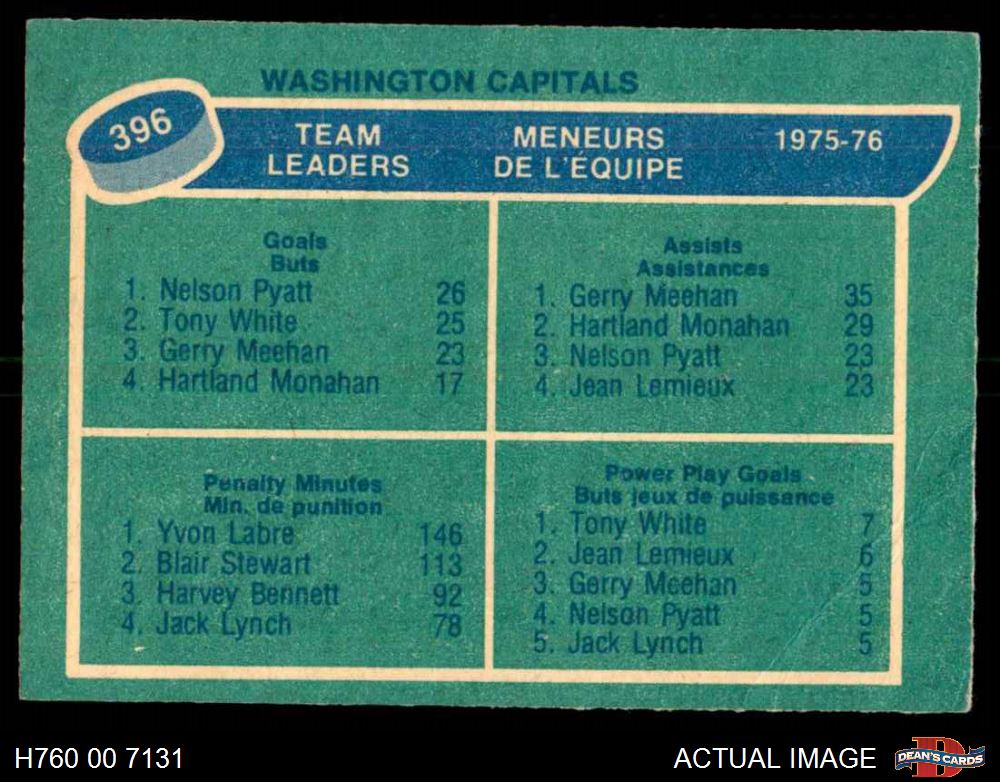 WASHINGTON CAPITALS
396
TEAM LEADERS
MENEURS DE L'ÉQUIPE
1975-76
Goals
Buts
1. Nelson Pyatt 26
2. Tony White 25
3. Gerry Meehan 23
4. Hartland Monahan 17
Assists
Assistances
1. Gerry Meehan 35
2. Hartland Monahan 29
3. Nelson Pyatt 23
4. Jean Lemieux 23
Penalty Minutes
Min. de punition
1. Yvon Labre 146
2. Blair Stewart 113
3. Harvey Bennett 92
4. Jack Lynch 78
Power Play Goals
Buts jeux de puissance
1. Tony White 7
2. Jean Lemieux 6
3. Gerry Meehan 5
4. Nelson Pyatt 5
5. Jack Lynch 5
H760 00 7131
ACTUAL IMAGE
D
DEAN'S CARDS